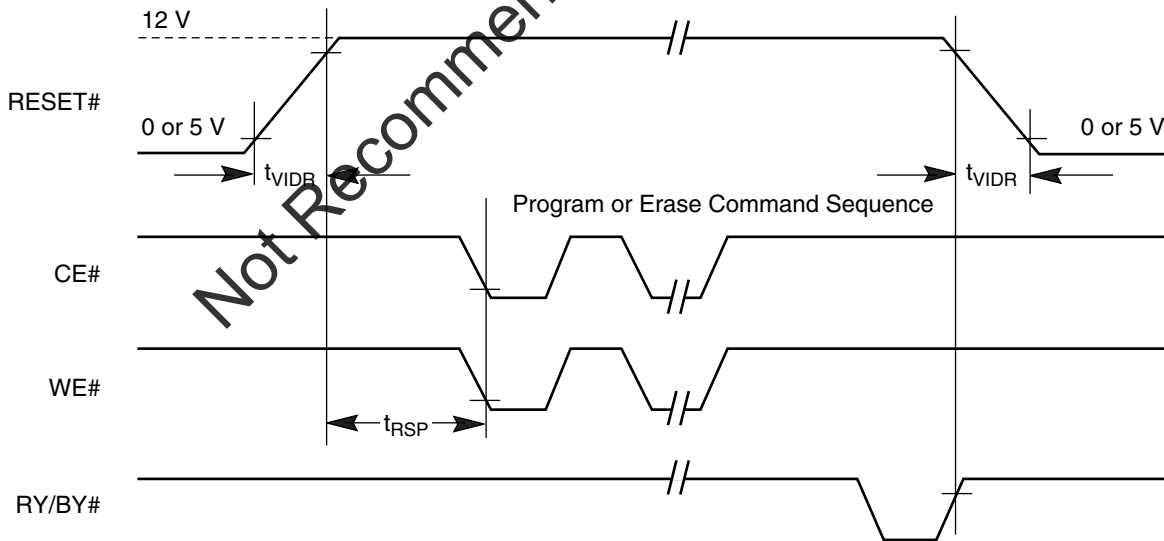 12 V
RESET#
0 or 5 V
0 or 5 V
tVIDR
tVIDR
Program or Erase Command Sequence
CE#
WE#
tRSP
RY/BY#
Not Recommen